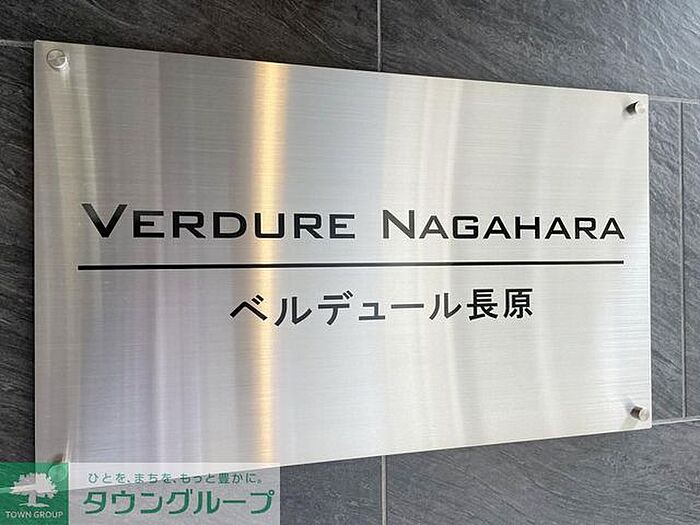 VERDURE NAGAHARA
ベルデュール長原
ひとを、まちを、もっと豊かに。
タウングループ
TOWN GROUP